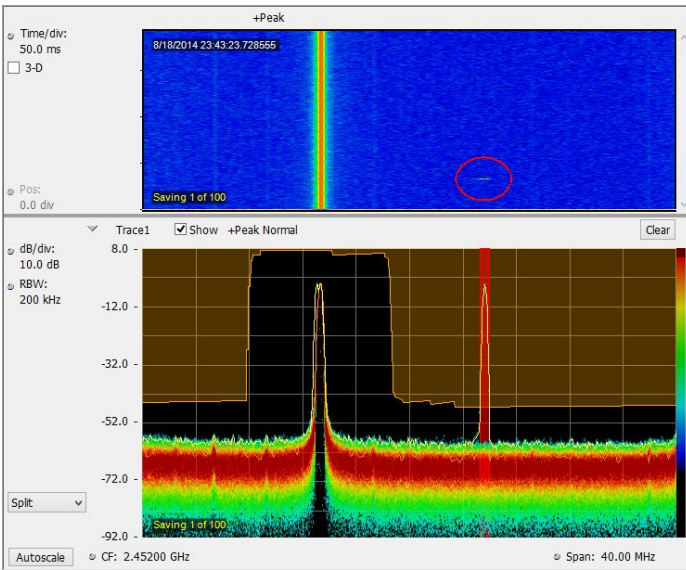 +Peak
Time/div:
50.0 ms
3-D
8/18/2014 23:43:23.728555
Pos:
0.0 div
Saving 1 of 100
Trace1 Show +Peak Normal Clear
dB/div:
10.0 dB
RBW:
200 kHz
8.0
-12.0
-32.0
-52.0
-72.0
-92.0
Split
Saving 1 of 100
Autoscale CF: 2.45200 GHz Span: 40.00 MHz